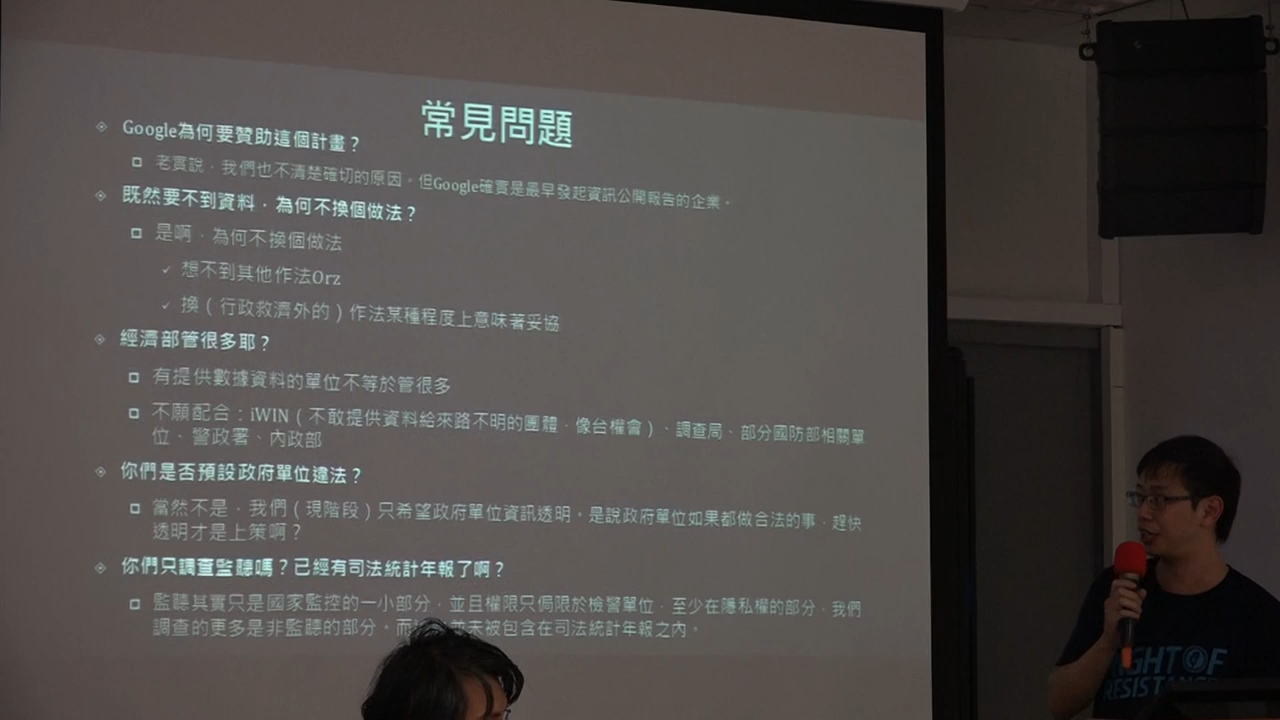 常見問題
Google為何要贊助這個計畫？
老實說，我們也不清楚確切的原因。但Google確實是最早發起資訊公開報告的企業。
既然要不到資料，為何不換個做法？
是啊，為何不換個做法
想不到其他作法Orz
換（行政救濟外的）作法某種程度上意味著妥協
經濟部管很多耶？
有提供數據資料的單位不等於管很多
不願配合：iWIN（不敢提供資料給來路不明的團體，像台權會）、調查局、部分國防部相關單
位、警政署、內政部
你們是否預設政府單位違法？
當然不是，我們（現階段）只希望政府單位資訊透明。是說政府單位如果都做合法的事，趕快
透明才是上策啊？
你們只調查監聽嗎？已經有司法統計年報了啊？
監聽其實只是國家監控的一小部分，並且權限只侷限於檢警單位，至少在隱私權的部分，我們
調查的更多是非監聽的部分。而 並未被包含在司法統計年報之內。
GHT OF
RESISTANC